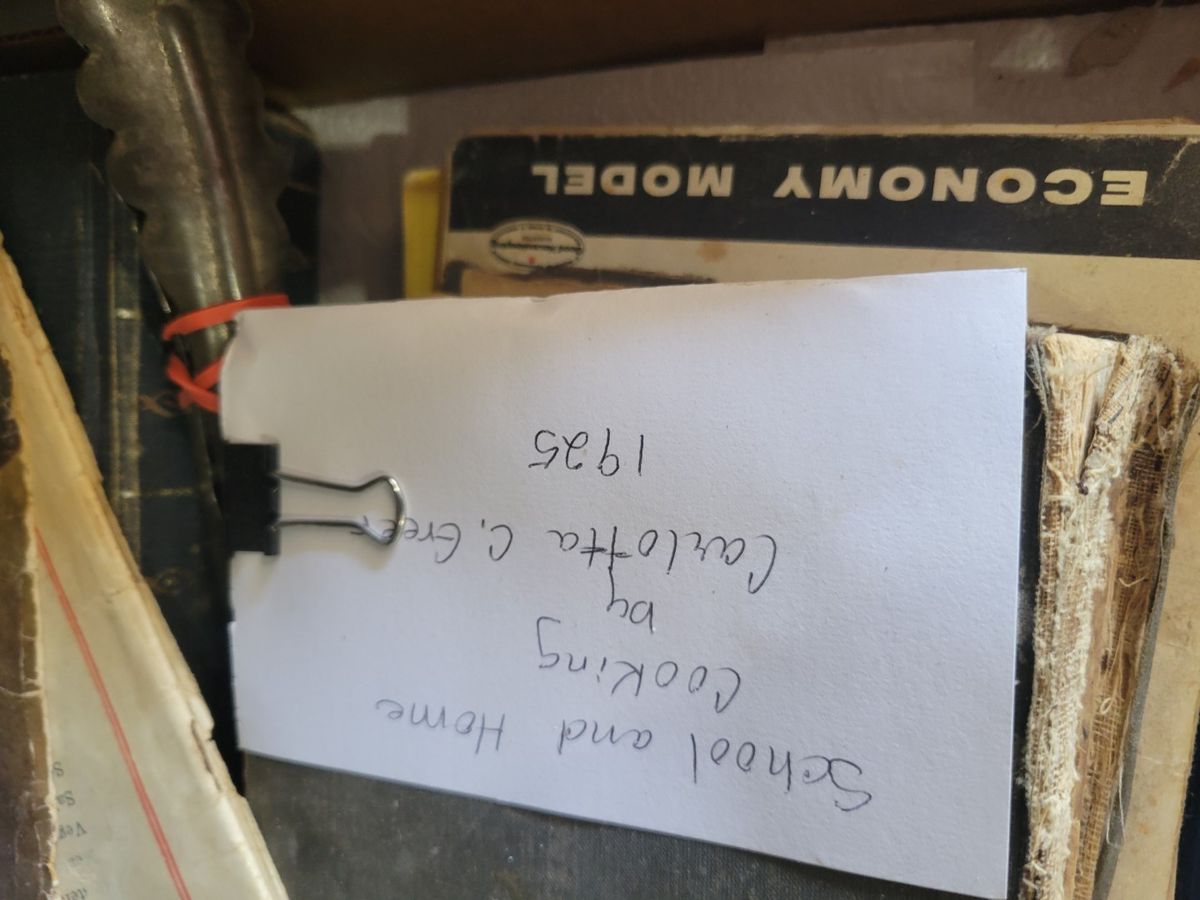 School and Home
Cooking
by
Carlotta C. Greer
1925
ECONOMY MODEL